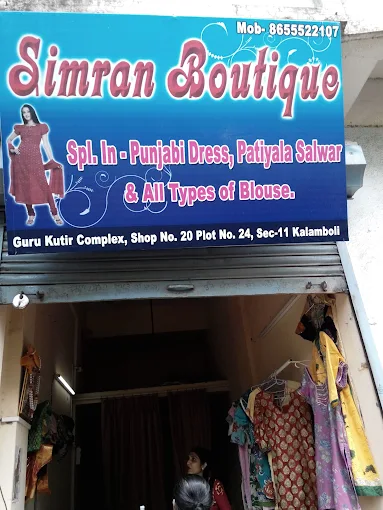 Mob- 8655522107
Simran Boutique
Spl. In - Punjabi Dress, Patiyala Salwar
& All Types of Blouse.
Guru Kutir Complex, Shop No. 20 Plot No. 24, Sec-11 Kalamboli